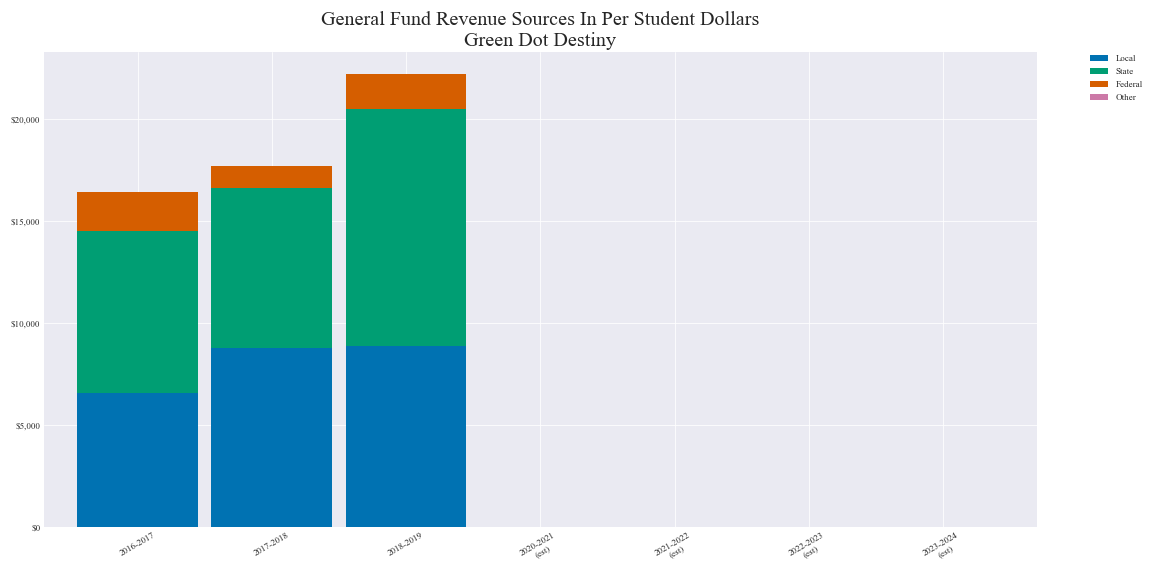 General Fund Revenue Sources In Per Student Dollars
Green Dot Destiny
Local
State
Federal
Other
$20,000
$15,000
$10,000
$5,000
$0
2016-2017
2017-2018
2018-2019
2020-2021
(est)
2021-2022
(est)
2022-2023
(est)
2023-2024
(est)